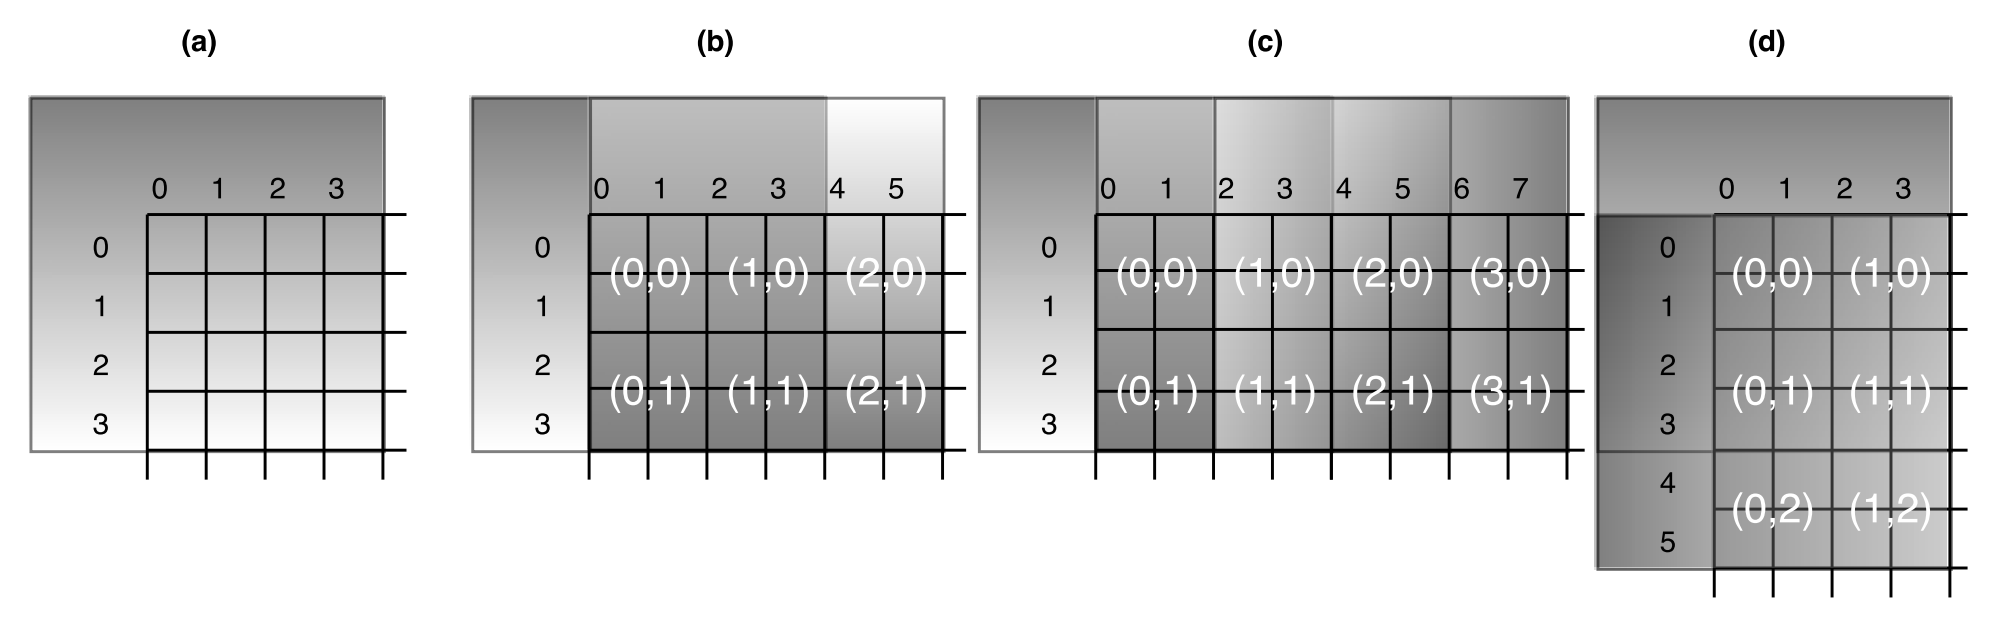 (a) (b) (c) (d)
0 1 2 3 0 1 2 3 4 5 0 1 2 3 4 5 6 7 0 1 2 3
0 0 0 0
(0,0) (1,0) (2,0) (0,0) (1,0) (2,0) (3,0) (0,0) (1,0)
1 1 1 1
2 2 2 2
(0,1) (1,1) (2,1) (0,1) (1,1) (2,1) (3,1) (0,1) (1,1)
3 3 3 3
4
(0,2) (1,2)
5